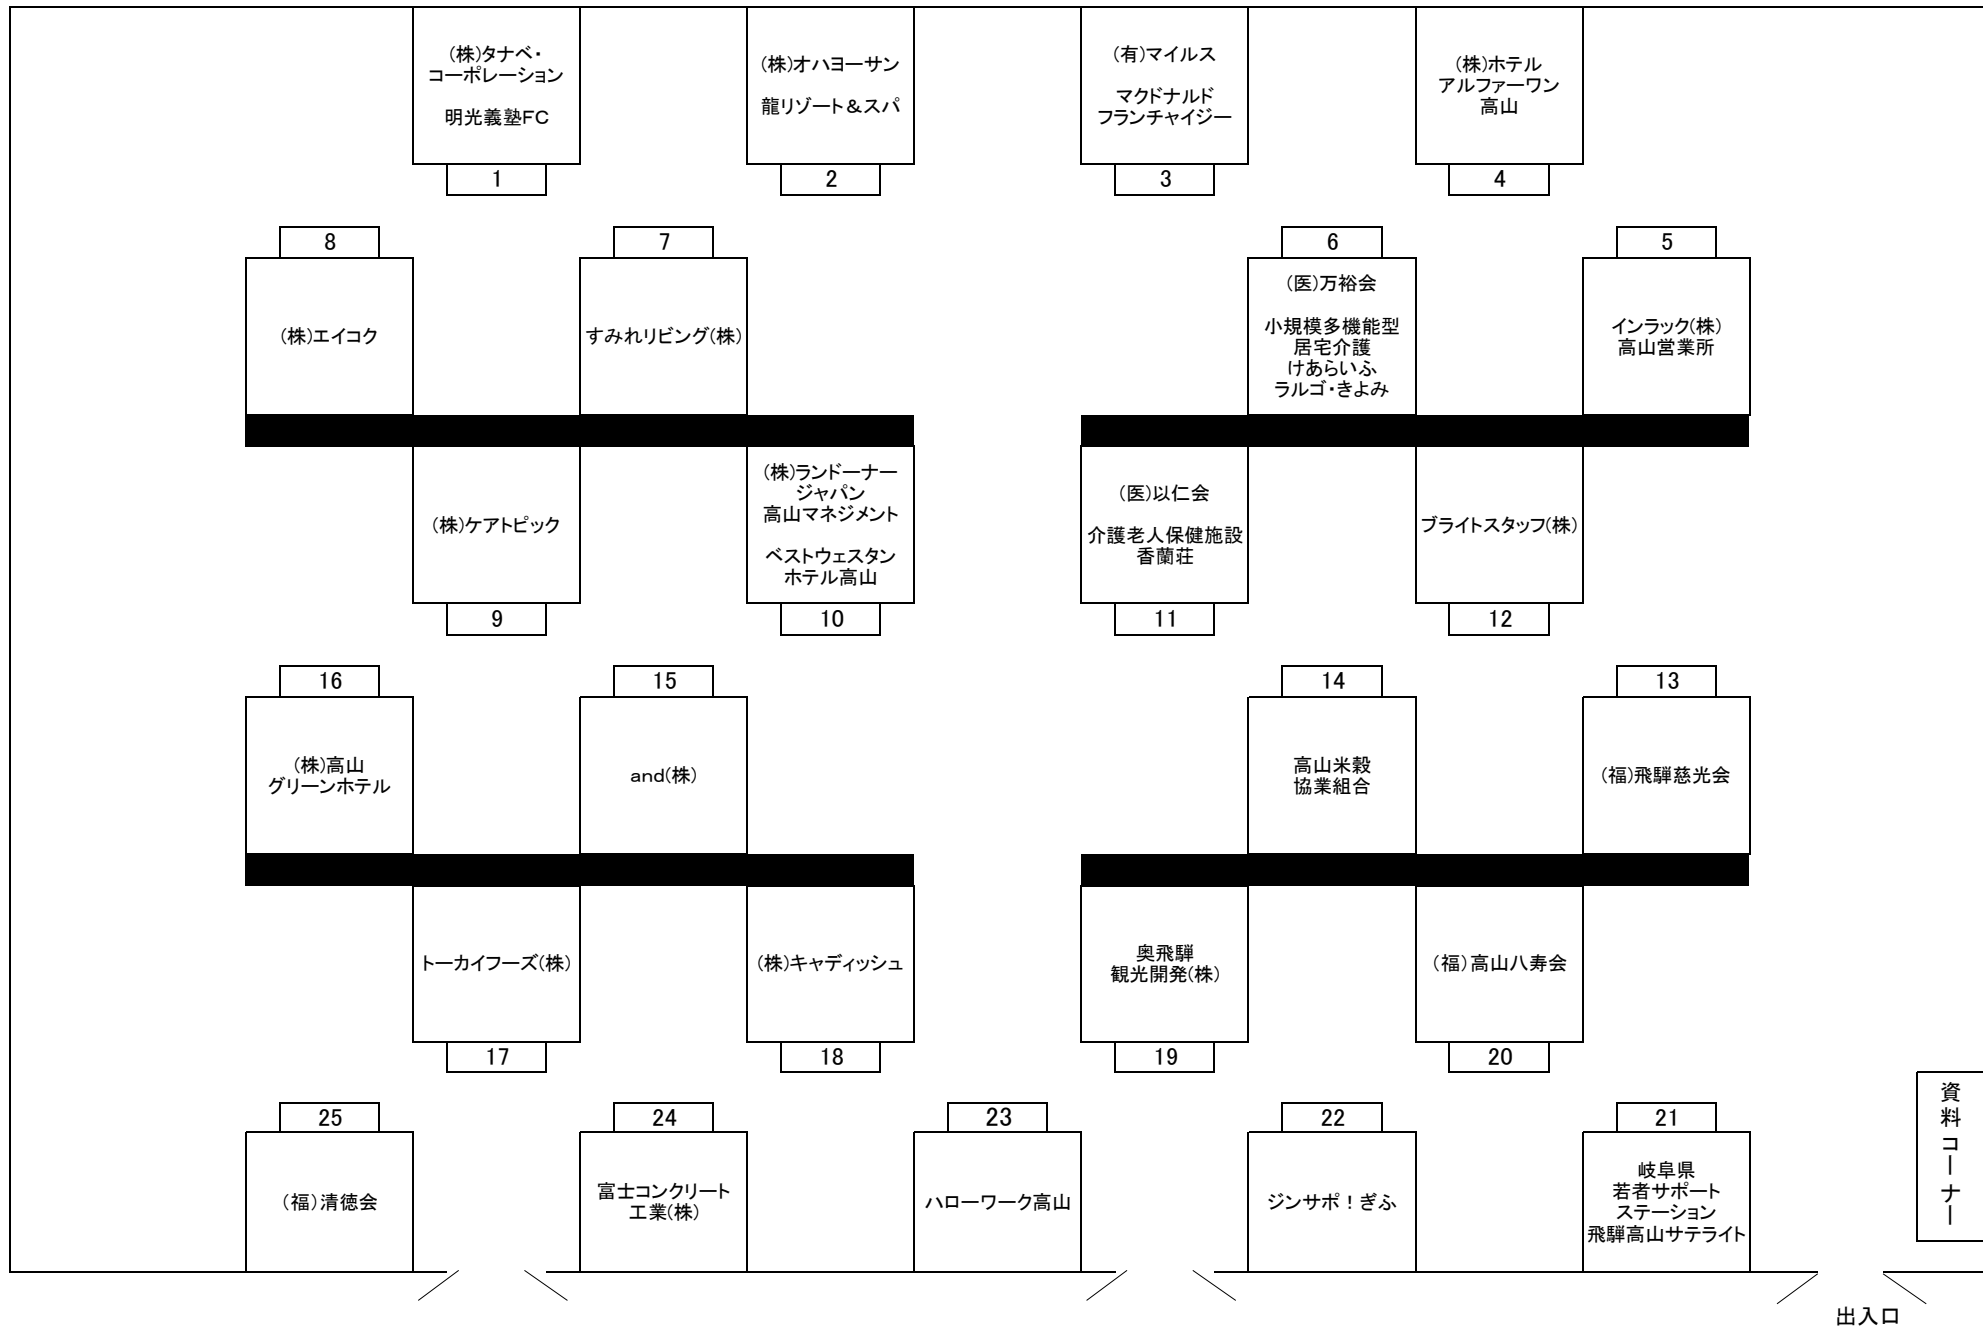 (株)タナベ・
コーポレーション
明光義塾FC
1
(株)オハヨーサン
龍リゾート＆スパ
2
(有)マイルス
マクドナルド
フランチャイジー
3
(株)ホテル
アルファーワン
高山
4
8
(株)エイコク
7
すみれリビング(株)
6
(医)万裕会
小規模多機能型
居宅介護
けあらいふ
ラルゴ・きよみ
5
インラック(株)
高山営業所
(株)ケアトピック
9
(株)ランドーナー
ジャパン
高山マネジメント
ベストウェスタン
ホテル高山
10
(医)以仁会
介護老人保健施設
香蘭荘
11
ブライトスタッフ(株)
12
16
(株)高山
グリーンホテル
15
and(株)
14
高山米穀
協業組合
13
(福)飛騨慈光会
トーカイフーズ(株)
17
(株)キャディッシュ
18
奥飛騨
観光開発(株)
19
(福)高山八寿会
20
25
(福)清徳会
24
富士コンクリート
工業(株)
23
ハローワーク高山
22
ジンサポ！ぎふ
21
岐阜県
若者サポート
ステーション
飛騨高山サテライト
資料コーナー
出入口